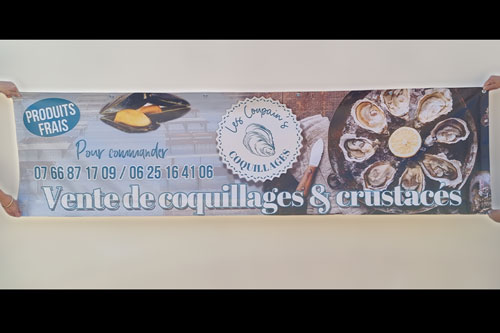 PRODUITS
FRAIS
Pour commander
07 66 87 17 09 / 06 25 16 41 06
Les Coupain's
COQUILLAGES
Vente de coquillages & crustacés